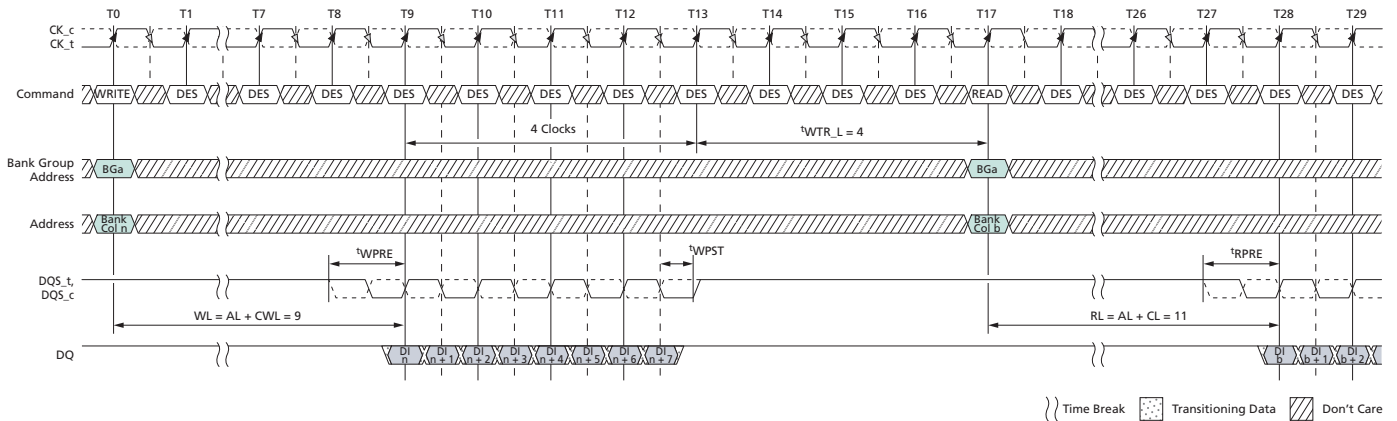 T0 T1 T7 T8 T9 T10 T11 T12 T13 T14 T15 T16 T17 T18 T26 T27 T28 T29
CK_c
CK_t
Command WRITE DES DES DES DES DES DES DES DES DES DES DES READ DES DES DES DES DES
4 Clocks tWTR_L = 4
Bank Group
Address BGa BGa
Address Bank
Col n Bank
Col b
tWPRE tWPST tRPRE
DQS_t,
DQS_c
WL = AL + CWL = 9 RL = AL + CL = 11
DQ DI
n DI
n + 1 DI
n + 2 DI
n + 3 DI
n + 4 DI
n + 5 DI
n + 6 DI
n + 7 DI
b DI
b + 1 DI
b + 2
Time Break Transitioning Data Don't Care